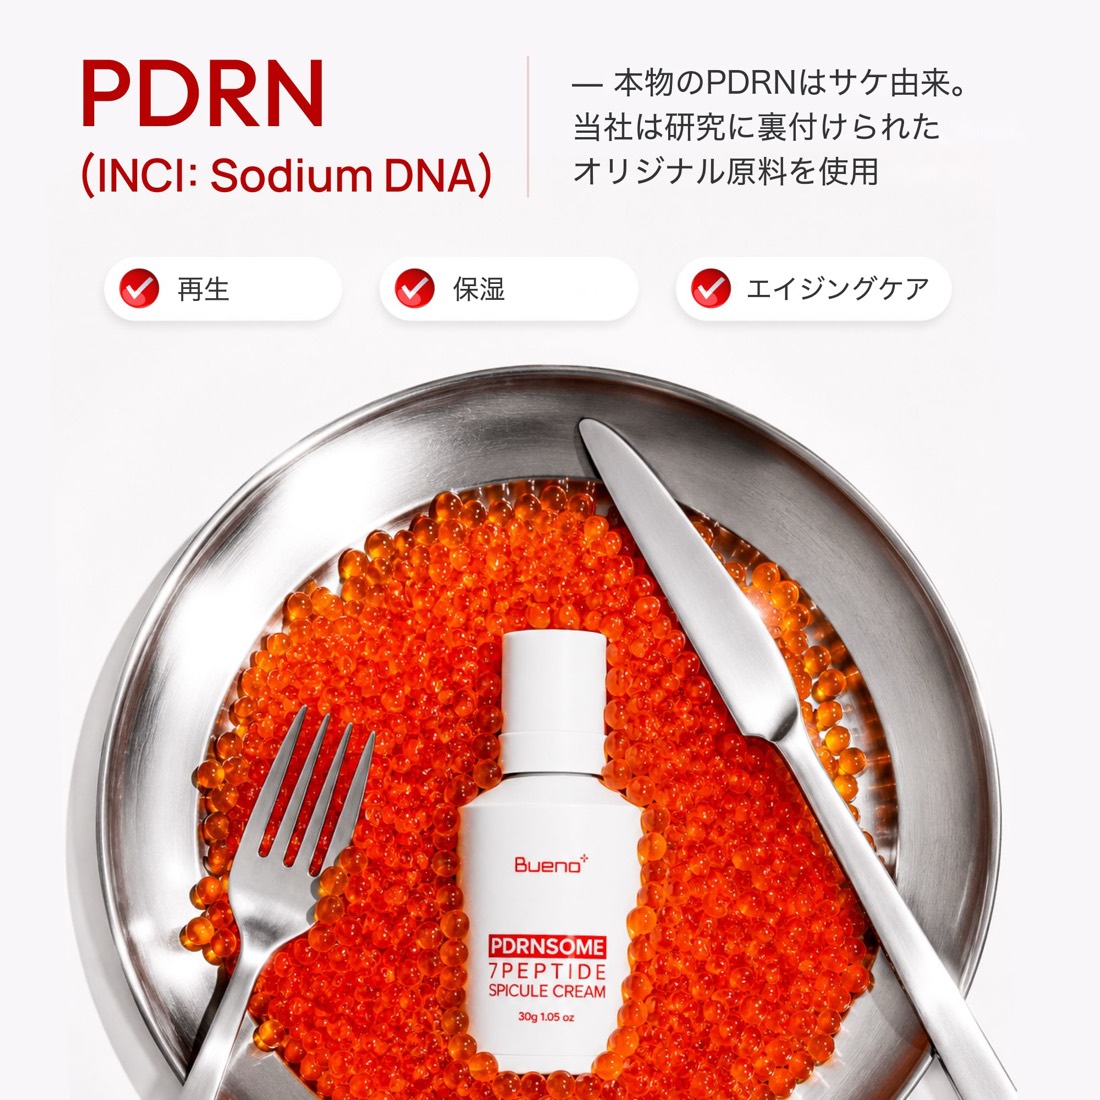 PDRN
(INCI: Sodium DNA)
— 本物のPDRNはサケ由来。
当社は研究に裏付けられた
オリジナル原料を使用
再生
保湿
エイジングケア
Bueno+
PDRNSOME
7PEPTIDE
SPICULE CREAM
30g 1.05 oz